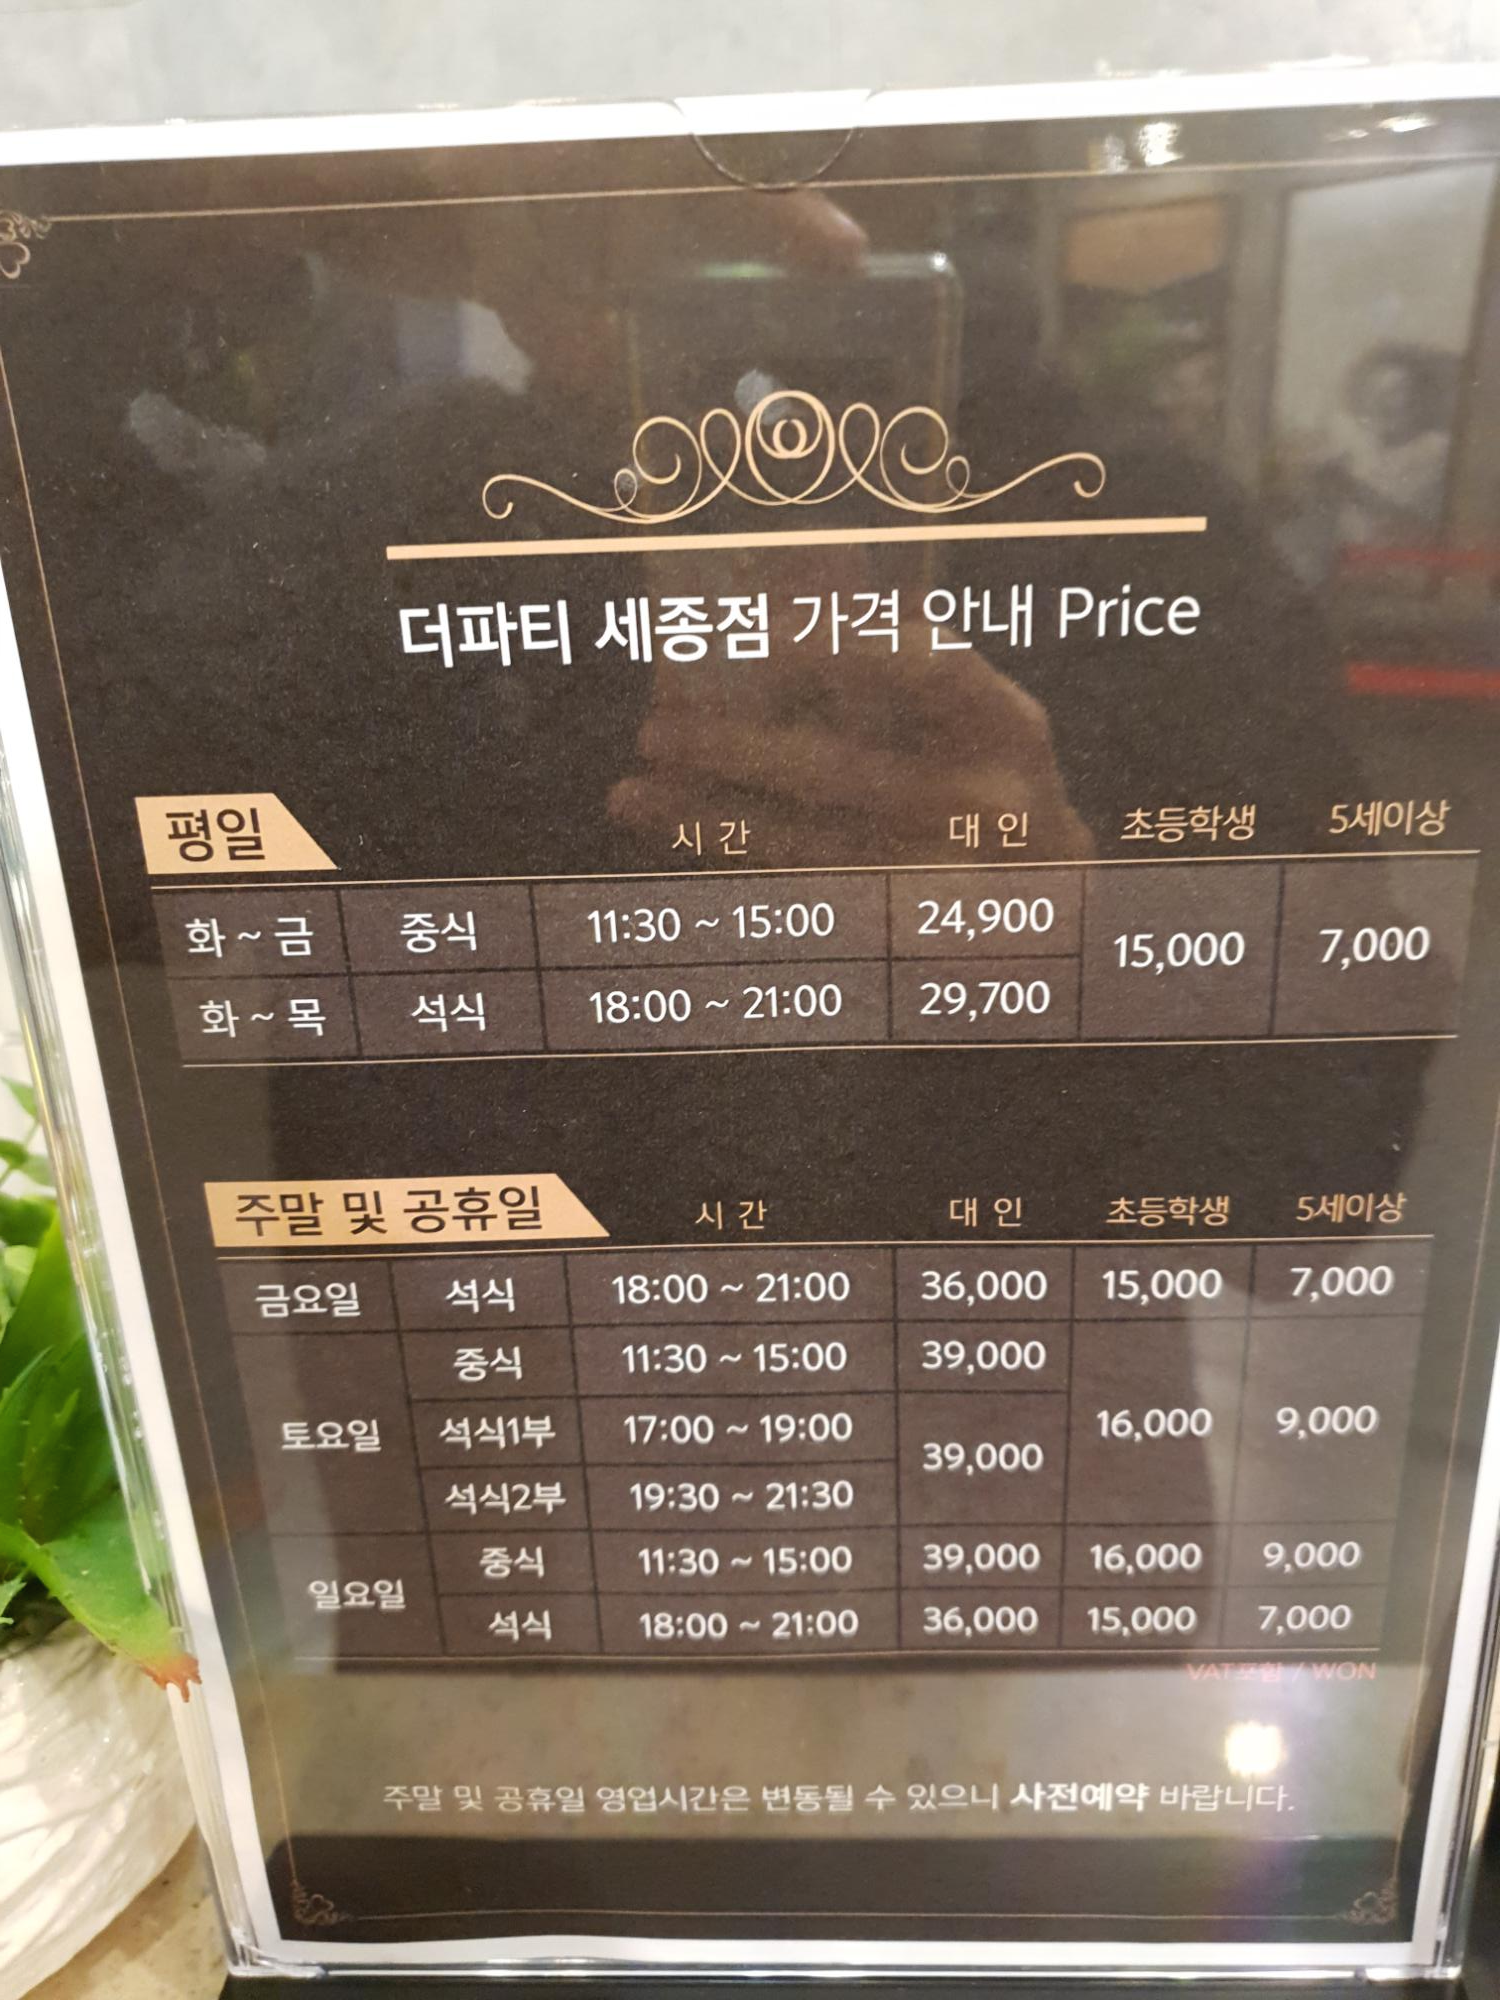 더파티 세종점 가격 안내 Price
평일 시 간 대 인 초등학생 5세이상
화 ~ 금 중식 11:30 ~ 15:00 24,900 15,000 7,000
화 ~ 목 석식 18:00 ~ 21:00 29,700
주말 및 공휴일 시 간 대 인 초등학생 5세이상
금요일 석식 18:00 ~ 21:00 36,000 15,000 7,000
토요일 중식 11:30 ~ 15:00 39,000 16,000 9,000
석식1부 17:00 ~ 19:00 39,000
석식2부 19:30 ~ 21:30
일요일 중식 11:30 ~ 15:00 39,000 16,000 9,000
석식 18:00 ~ 21:00 36,000 15,000 7,000
VAT포함 / WON
주말 및 공휴일 영업시간은 변동될 수 있으니 사전예약 바랍니다.